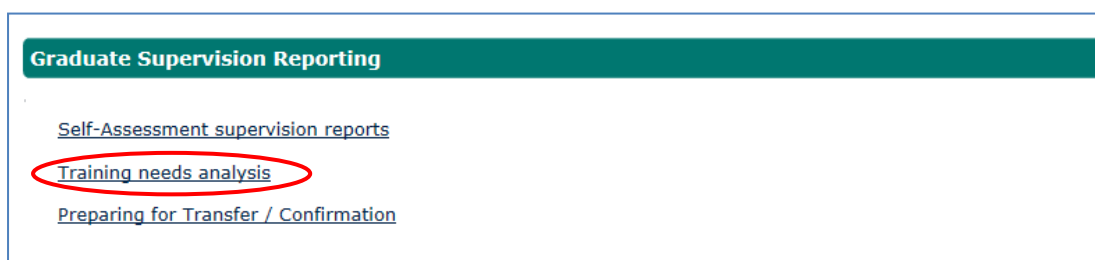 Graduate Supervision Reporting
Self-Assessment supervision reports
Training needs analysis
Preparing for Transfer / Confirmation